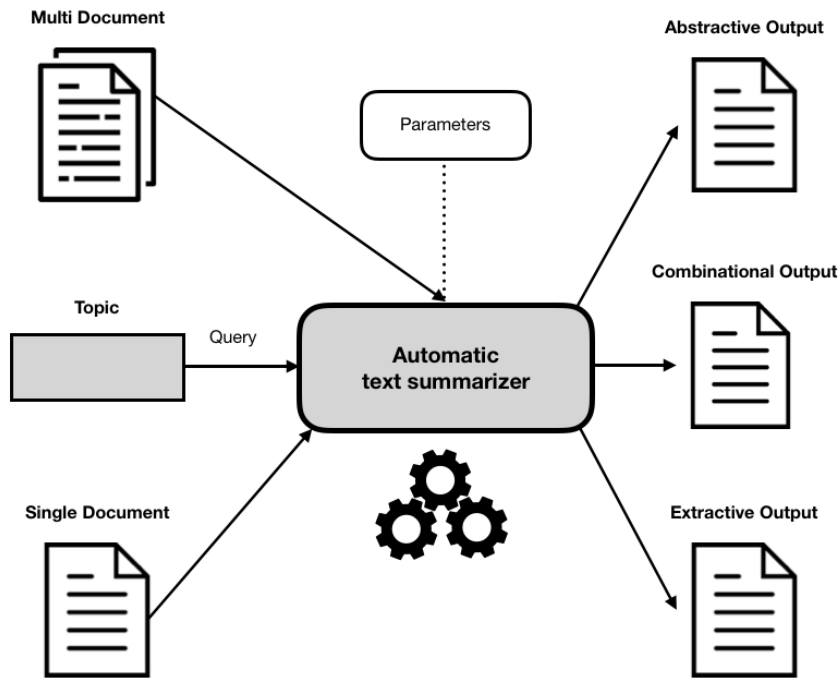 Multi Document
Abstractive Output
Parameters
Combinational Output
Topic
Query
Automatic
text summarizer
Single Document
Extractive Output